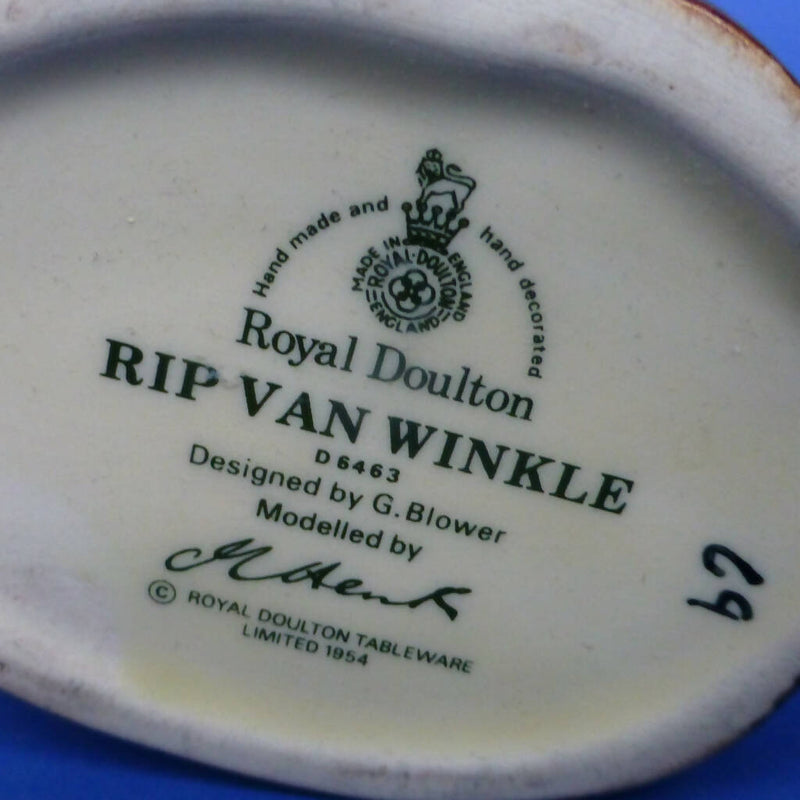 Hand made and hand decorated
MADE IN ENGLAND
ROYAL·DOULTON
ENGLAND
Royal Doulton
RIP VAN WINKLE
D 6463
Designed by G. Blower
Modelled by
© ROYAL DOULTON TABLEWARE
LIMITED 1954